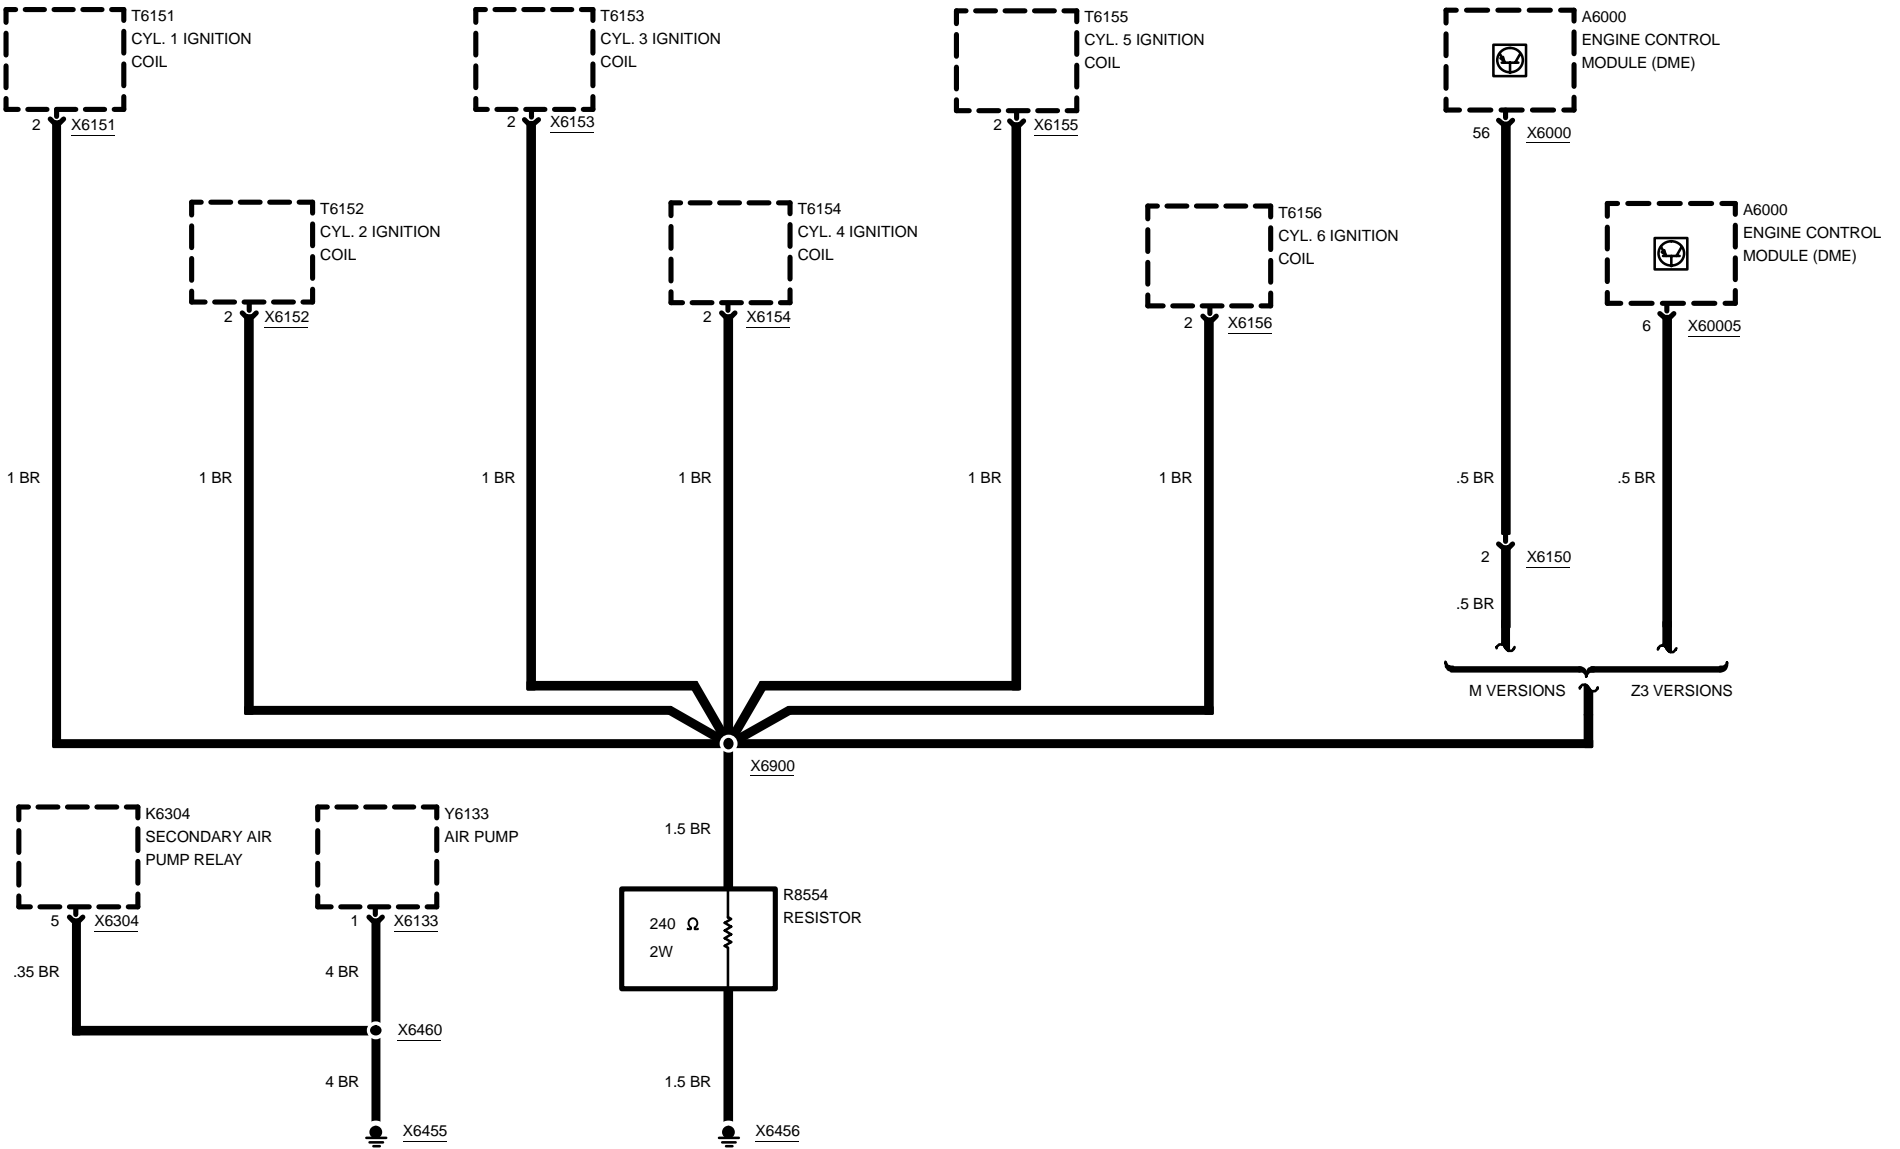 T6151
CYL. 1 IGNITION
COIL
2 X6151
T6153
CYL. 3 IGNITION
COIL
2 X6153
T6155
CYL. 5 IGNITION
COIL
2 X6155
A6000
ENGINE CONTROL
MODULE (DME)
56 X6000
T6152
CYL. 2 IGNITION
COIL
2 X6152
T6154
CYL. 4 IGNITION
COIL
2 X6154
T6156
CYL. 6 IGNITION
COIL
2 X6156
A6000
ENGINE CONTROL
MODULE (DME)
6 X60005
1 BR
1 BR
1 BR
1 BR
1 BR
1 BR
.5 BR
.5 BR
2 X6150
.5 BR
M VERSIONS
Z3 VERSIONS
X6900
K6304
SECONDARY AIR
PUMP RELAY
5 X6304
Y6133
AIR PUMP
1 X6133
1.5 BR
R8554
RESISTOR
240 Ω
2W
.35 BR
4 BR
X6460
4 BR
1.5 BR
X6455
X6456